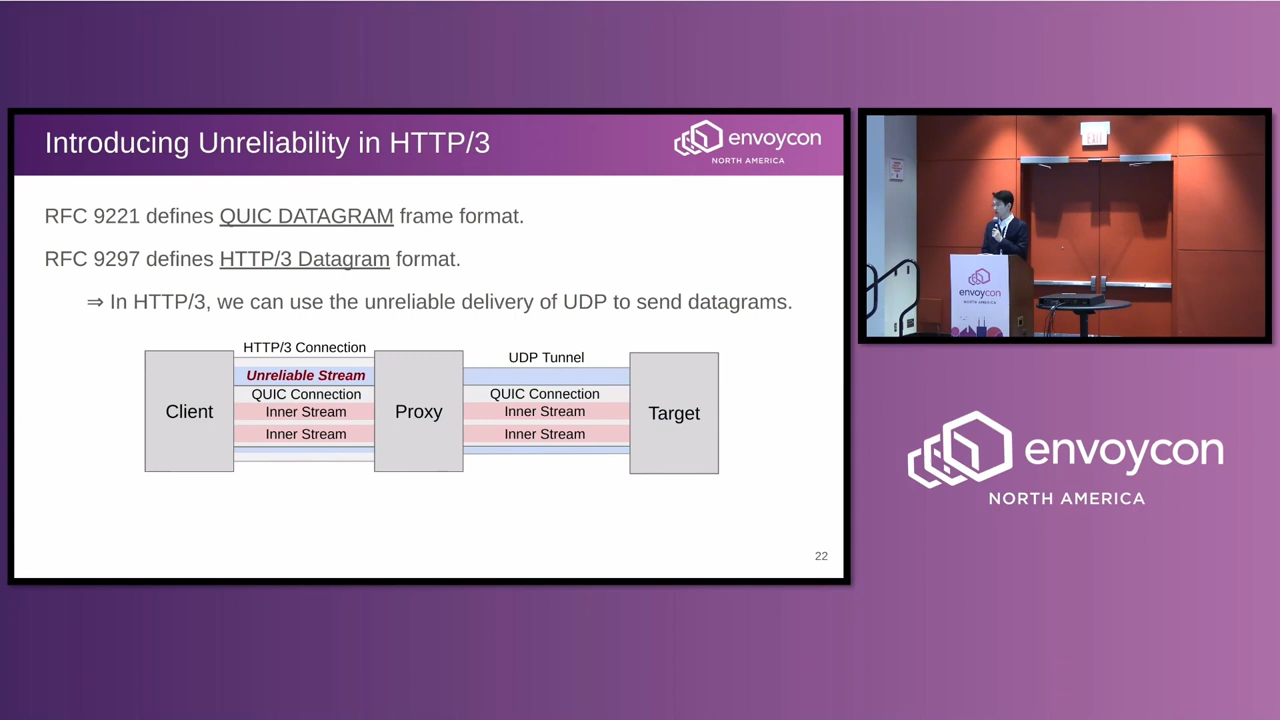 Introducing Unreliability in HTTP/3
envoycon
NORTH AMERICA
RFC 9221 defines QUIC DATAGRAM frame format.
RFC 9297 defines HTTP/3 Datagram format.
⇒ In HTTP/3, we can use the unreliable delivery of UDP to send datagrams.
HTTP/3 Connection
Unreliable Stream
QUIC Connection
Inner Stream
Inner Stream
UDP Tunnel
QUIC Connection
Inner Stream
Inner Stream
Client
Proxy
Target
22
EXIT
envoycon
NORTH AMERICA
envoycon
NORTH AMERICA